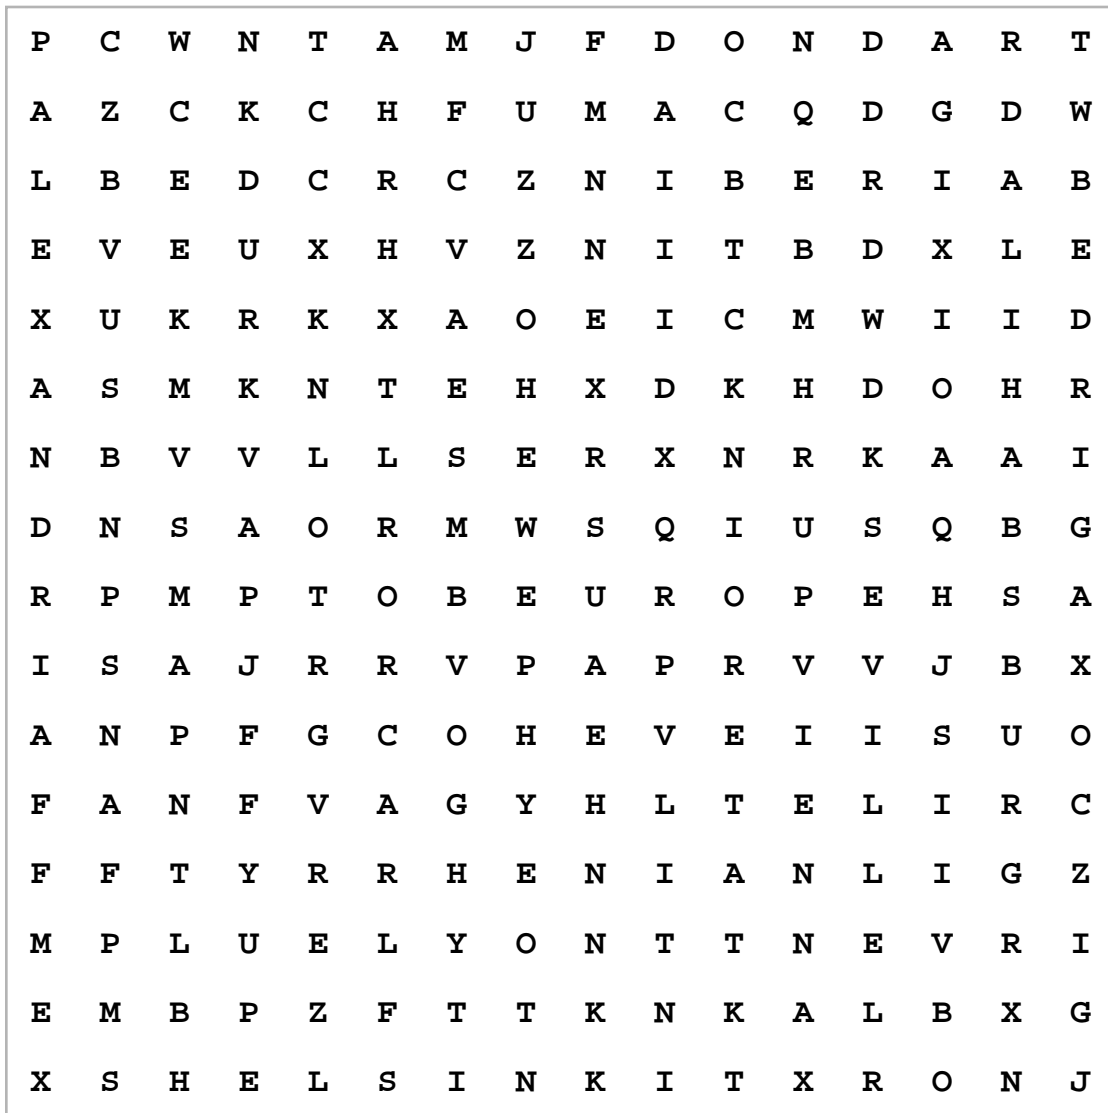 P C W N T A M J F D O N D A R T
A Z C K C H F U M A C Q D G D W
L B E D C R C Z N I B E R I A B
E V E U X H V Z N I T B D X L E
X U K R K X A O E I C M W I I D
A S M K N T E H X D K H D O H R
N B V V L L S E R X N R K A A I
D N S A O R M W S Q I U S Q B G
R P M P T O B E U R O P E H S A
I S A J R R V P A P R V V J B X
A N P F G C O H E V E I I S U O
F A N F V A G Y H L T E L I R C
F F T Y R R H E N I A N L I G Z
M P L U E L Y O N T T N E V R I
E M B P Z F T T K N K A L B X G
X S H E L S I N K I T X R O N J